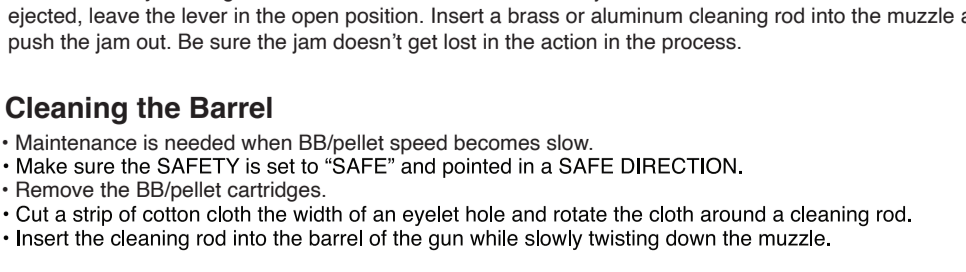 ejected, leave the lever in the open position. Insert a brass or aluminum cleaning rod into the muzzle
push the jam out. Be sure the jam doesn't get lost in the action in the process.
Cleaning the Barrel
• Maintenance is needed when BB/pellet speed becomes slow.
• Make sure the SAFETY is set to “SAFE” and pointed in a SAFE DIRECTION.
• Remove the BB/pellet cartridges.
• Cut a strip of cotton cloth the width of an eyelet hole and rotate the cloth around a cleaning rod.
• Insert the cleaning rod into the barrel of the gun while slowly twisting down the muzzle.